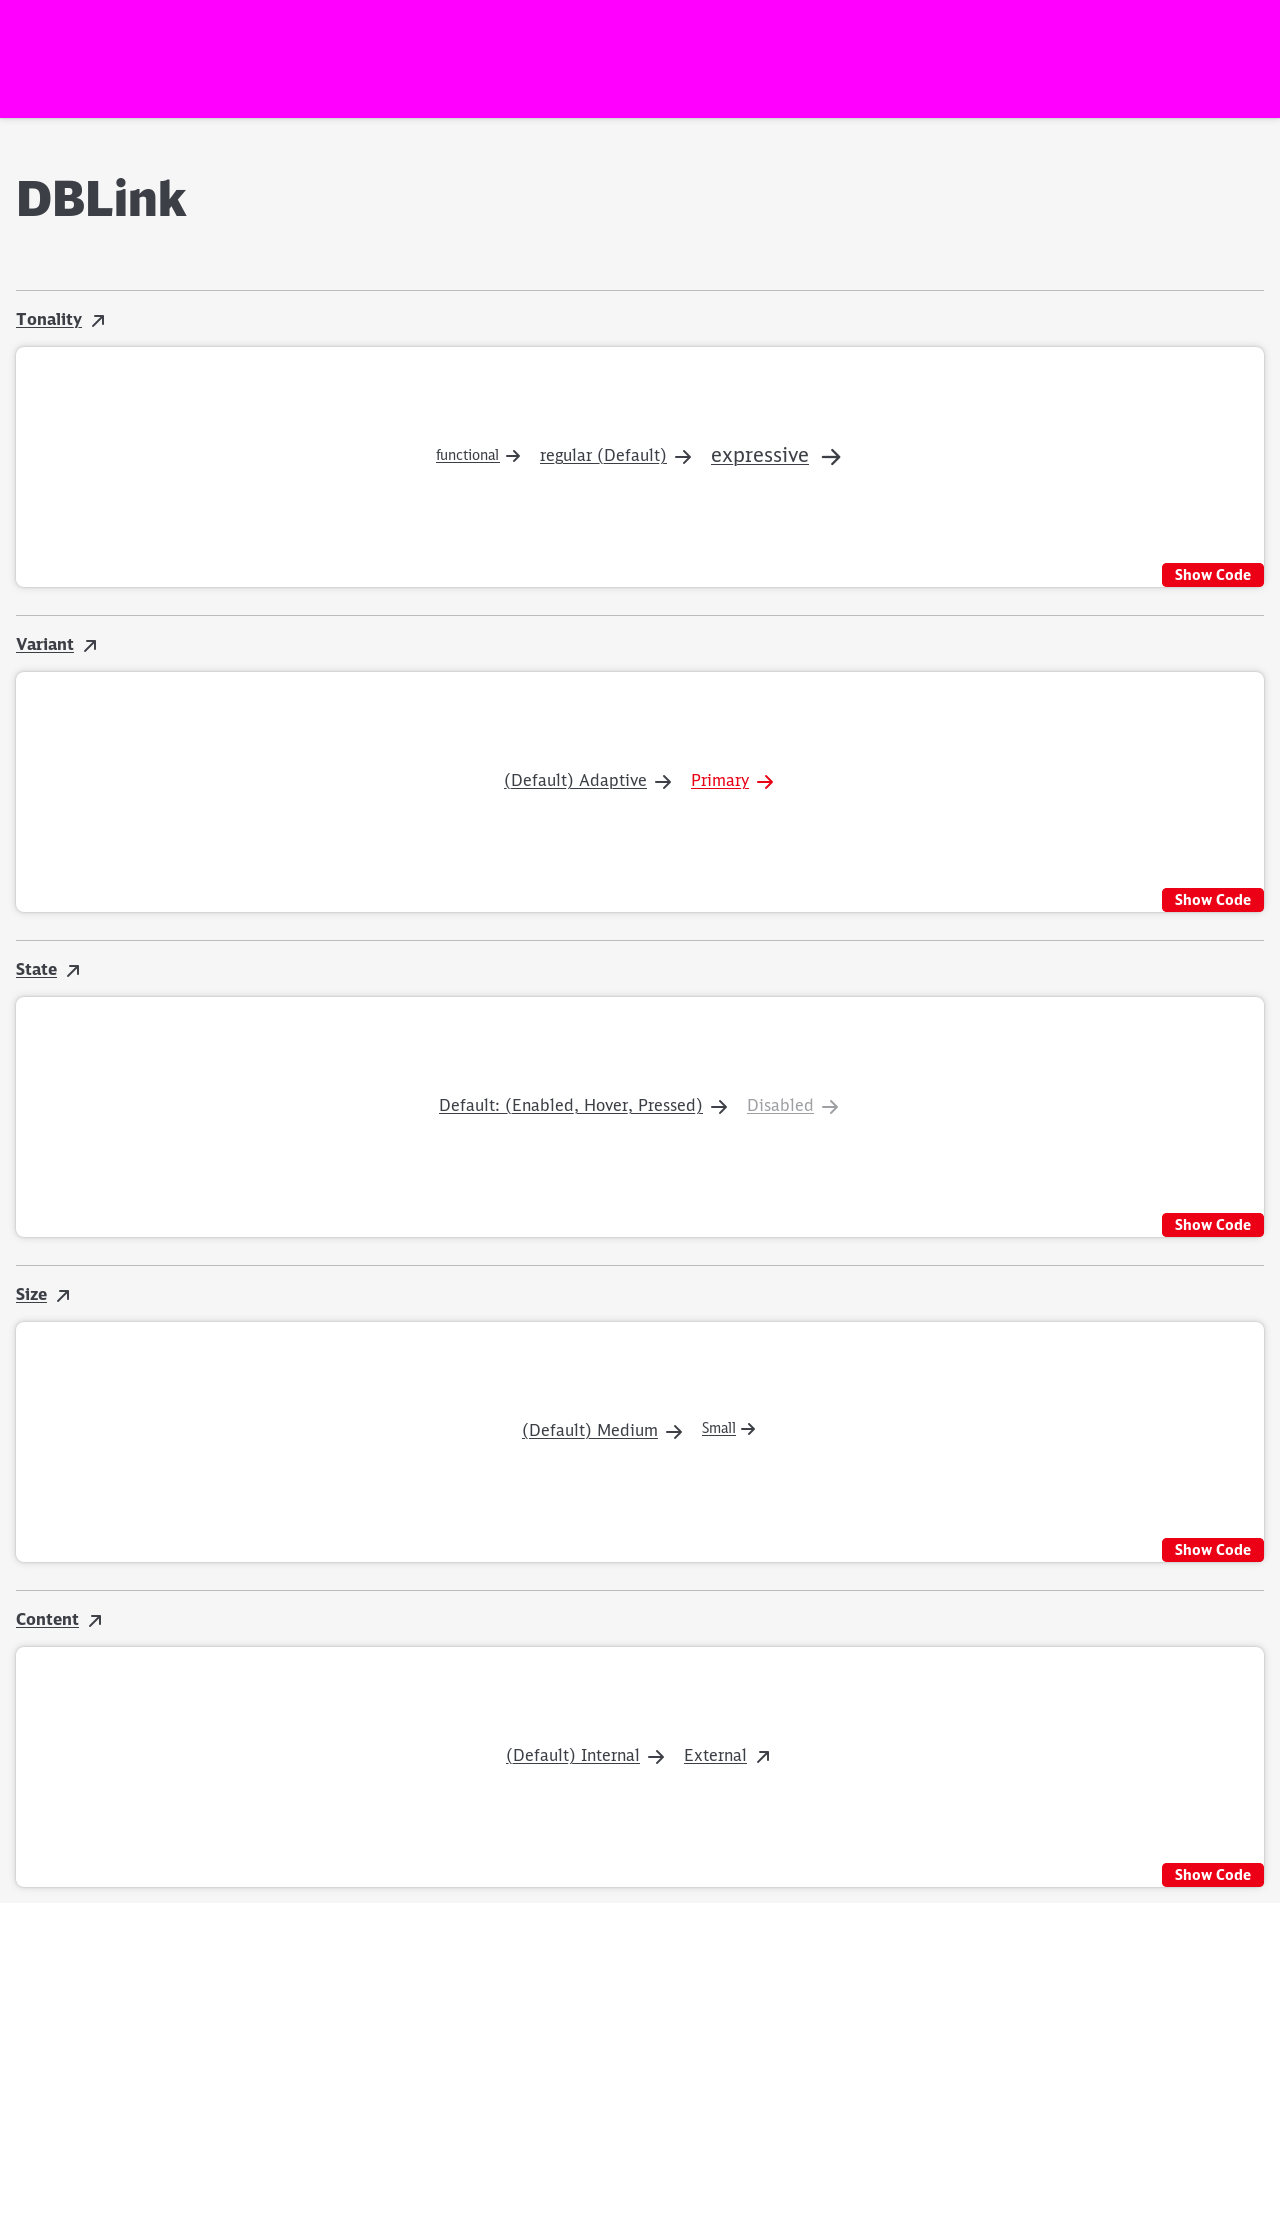 DBLink
Tonality
functional regular (Default) expressive
Show Code
Variant
(Default) Adaptive Primary
Show Code
State
Default: (Enabled, Hover, Pressed) Disabled
Show Code
Size
(Default) Medium Small
Show Code
Content
(Default) Internal External
Show Code